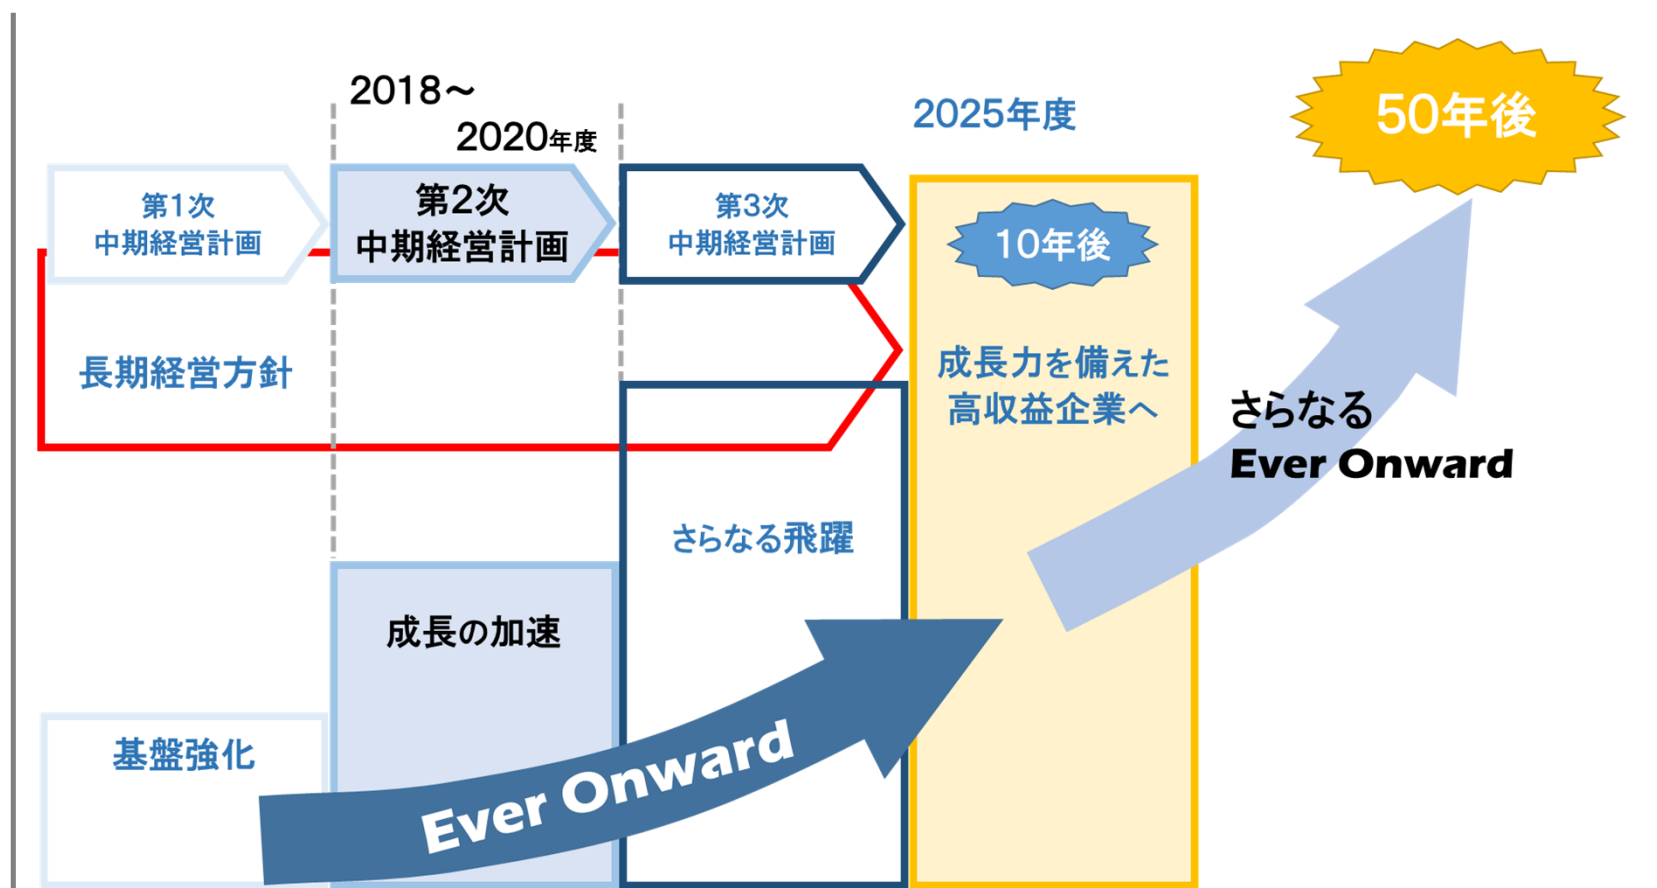 2018～
2020年度
2025年度
50年後
第1次
中期経営計画
第2次
中期経営計画
第3次
中期経営計画
10年後
長期経営方針
成長力を備えた
高収益企業へ
さらなる
Ever Onward
さらなる飛躍
成長の加速
基盤強化
Ever Onward